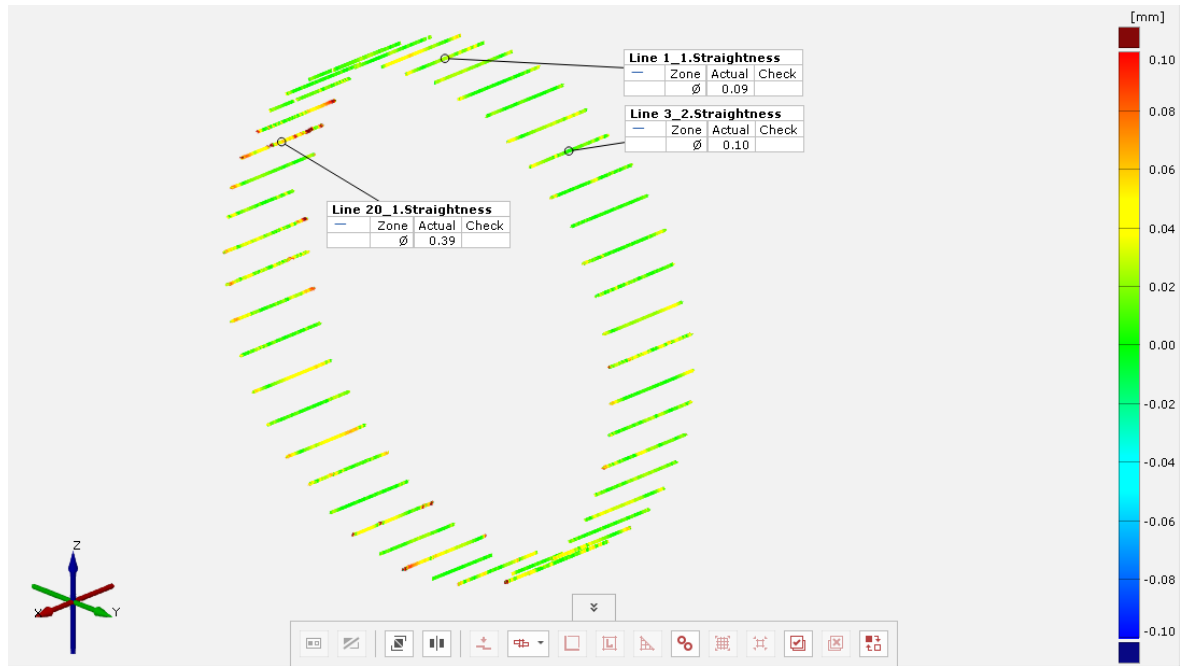 [mm]
Line 1_1.Straightness
Zone Actual Check
Ø 0.09
Line 3_2.Straightness
Zone Actual Check
Ø 0.10
Line 20_1.Straightness
Zone Actual Check
Ø 0.39
0.10
0.08
0.06
0.04
0.02
0.00
-0.02
-0.04
-0.06
-0.08
-0.10
Z
X Y
L